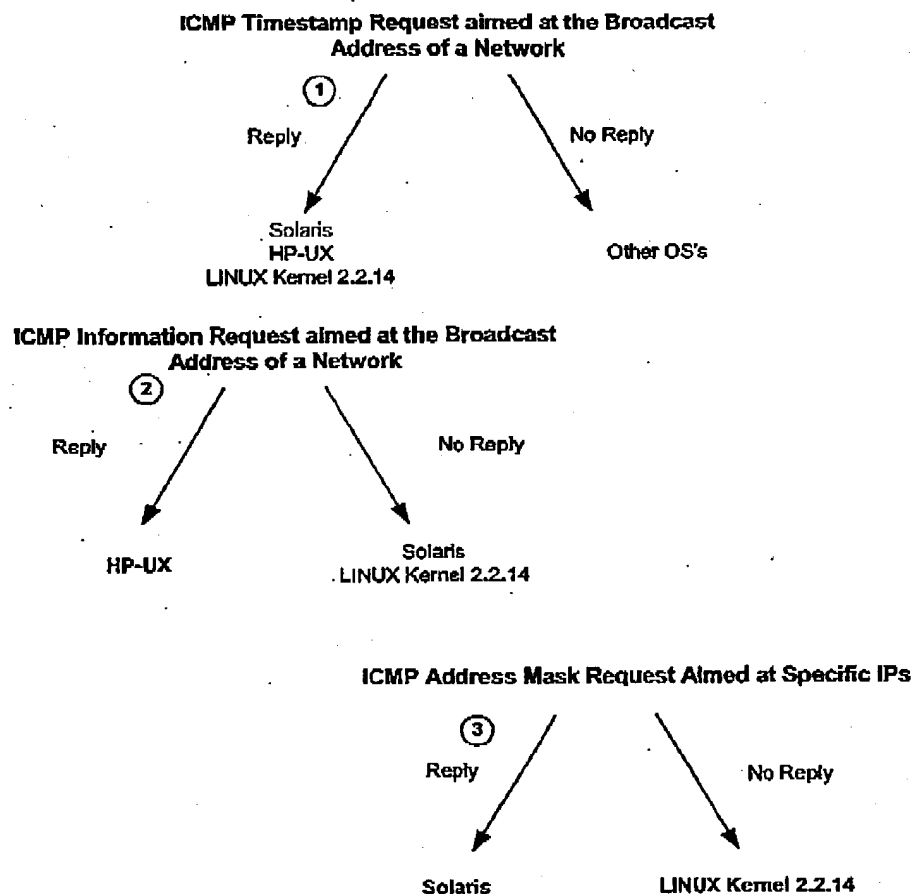 ICMP Timestamp Request aimed at the Broadcast
Address of a Network
1
Reply
No Reply
Solaris
HP-UX
LINUX Kernel 2.2.14
Other OS's
ICMP Information Request aimed at the Broadcast
Address of a Network
2
Reply
No Reply
HP-UX
Solaris
LINUX Kernel 2.2.14
ICMP Address Mask Request Aimed at Specific IPs
3
Reply
No Reply
Solaris
LINUX Kernel 2.2.14